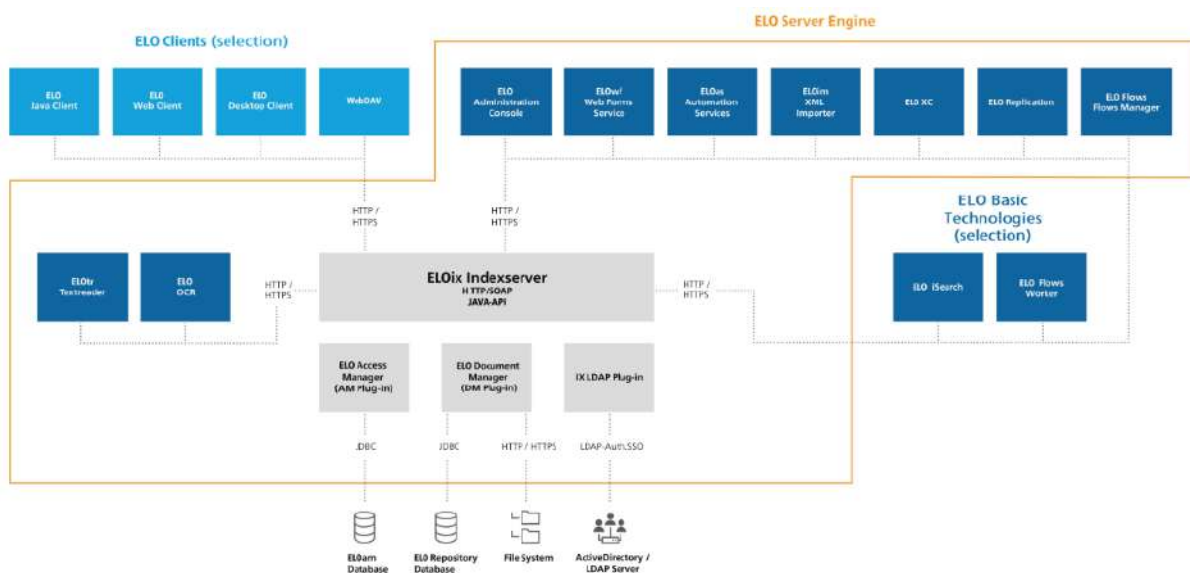 ELO Server Engine
ELO Clients (selection)
ELO
Java Client
ELO
Web Client
ELO
Desktop Client
WebDAV
ELO
Administration
Console
ELOwf
Web Forms
Service
ELOas
Automation
Services
ELOim
XML
Importer
ELO XC
ELO Replication
ELO Flows
Flows Manager
HTTP /
HTTPS
HTTP /
HTTPS
ELO Basic
Technologies
(selection)
ELOtr
Textreader
ELO
OCR
HTTP /
HTTPS
ELOix Indexserver
HTTP/SOAP
JAVA-API
HTTP /
HTTPS
ELO iSearch
ELO Flows
Worker
ELO Access
Manager
(AM Plug-in)
ELO Document
Manager
(DM Plug-in)
IX LDAP Plug-in
JDBC
JDBC
HTTP / HTTPS
LDAP-Auth.SSO
ELOam
Database
ELO Repository
Database
File System
ActiveDirectory /
LDAP Server